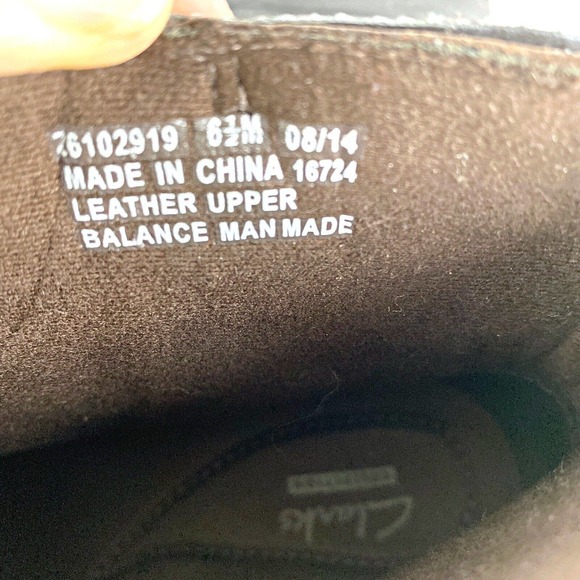 26102919 6½M 08/14
MADE IN CHINA 16724
LEATHER UPPER
BALANCE MAN MADE
Clarks